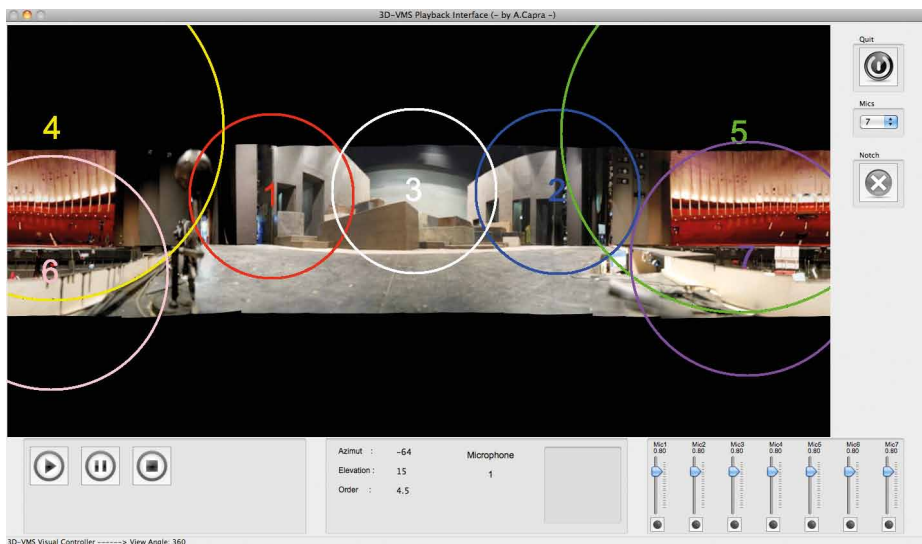 3D-VMS Playback Interface (- by A.Capra -)
Quit
4
5
Mics
7
Notch
1
3
2
6
7
Azimut : -64
Elevation : 15
Order : 4.5
Microphone
1
Mic1 Mic2 Mic3 Mic4 Mic5 Mic6 Mic7
0.80 0.80 0.80 0.80 0.80 0.80 0.80
3D-VMS Visual Controller ------> View Angle: 360